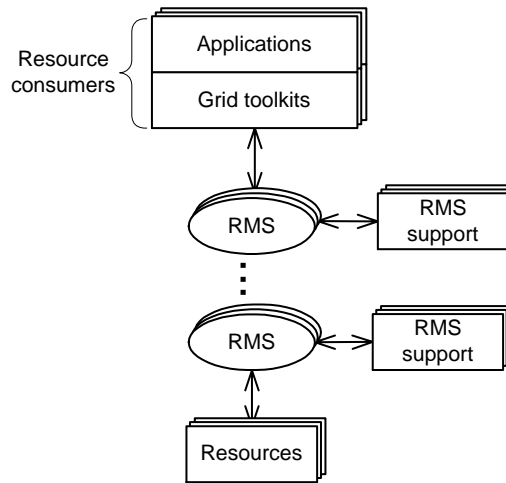 Applications
Resource
consumers
Grid toolkits
RMS
RMS
support
RMS
RMS
support
Resources